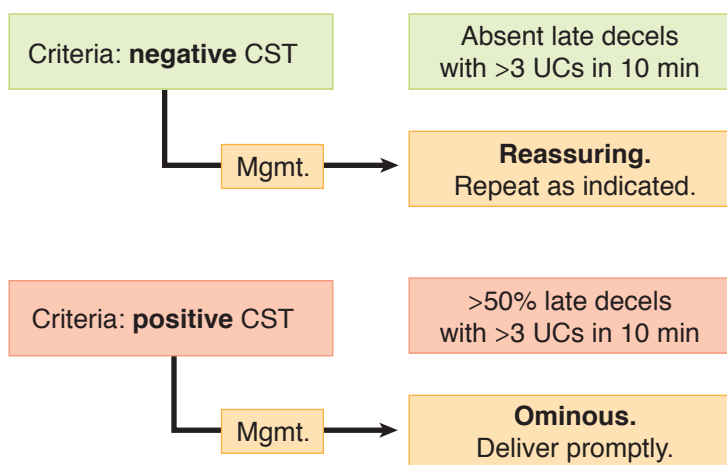 Criteria: negative CST
Absent late decels
with >3 UCs in 10 min
Mgmt.
Reassuring.
Repeat as indicated.
Criteria: positive CST
>50% late decels
with >3 UCs in 10 min
Mgmt.
Ominous.
Deliver promptly.